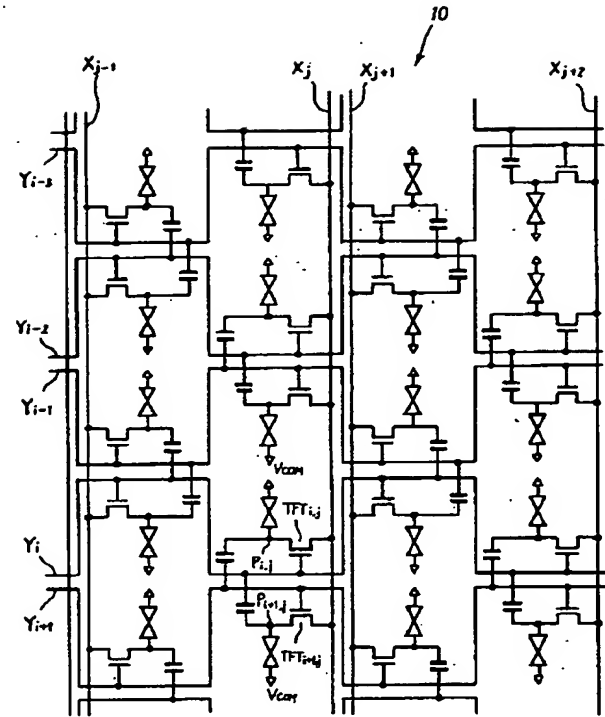 10
Xj-1
Xj
Xj+1
Xj+2
Yi-3
Yi-2
Yi-1
VCOM
TFTi,j
Pi,j
Yi
Pi+1,j
Yi+1
TFTi+1,j
VCOM